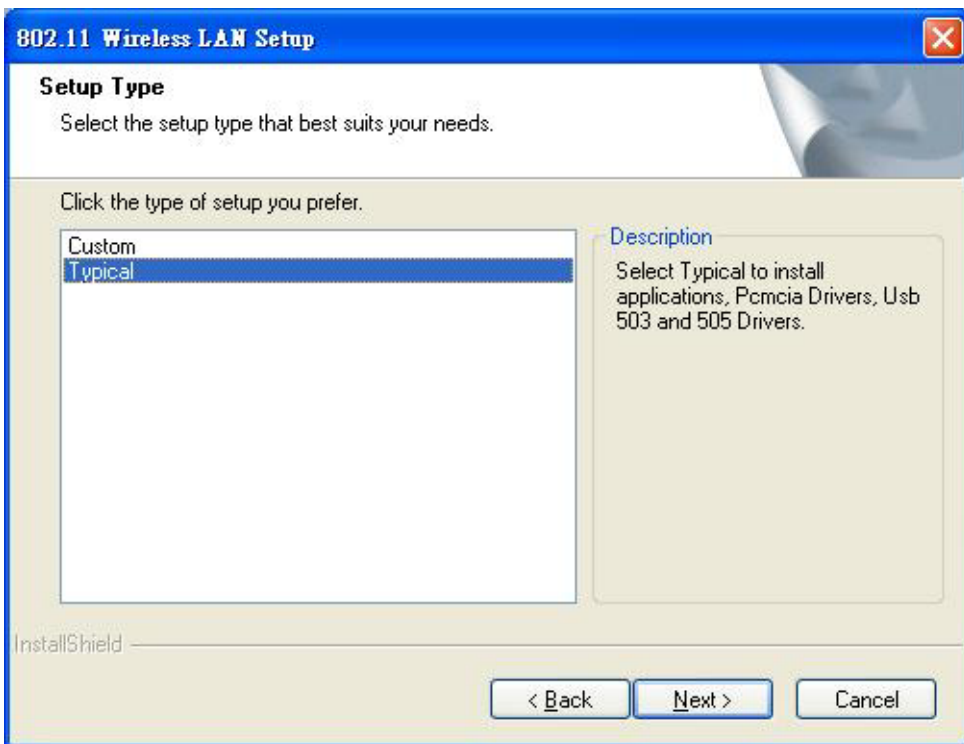 802.11 Wireless LAN Setup
Setup Type
Select the setup type that best suits your needs.
Click the type of setup you prefer.
Custom
Typical
Description
Select Typical to install
applications, Pcmcia Drivers, Usb
503 and 505 Drivers.
InstallShield
< Back
Next >
Cancel